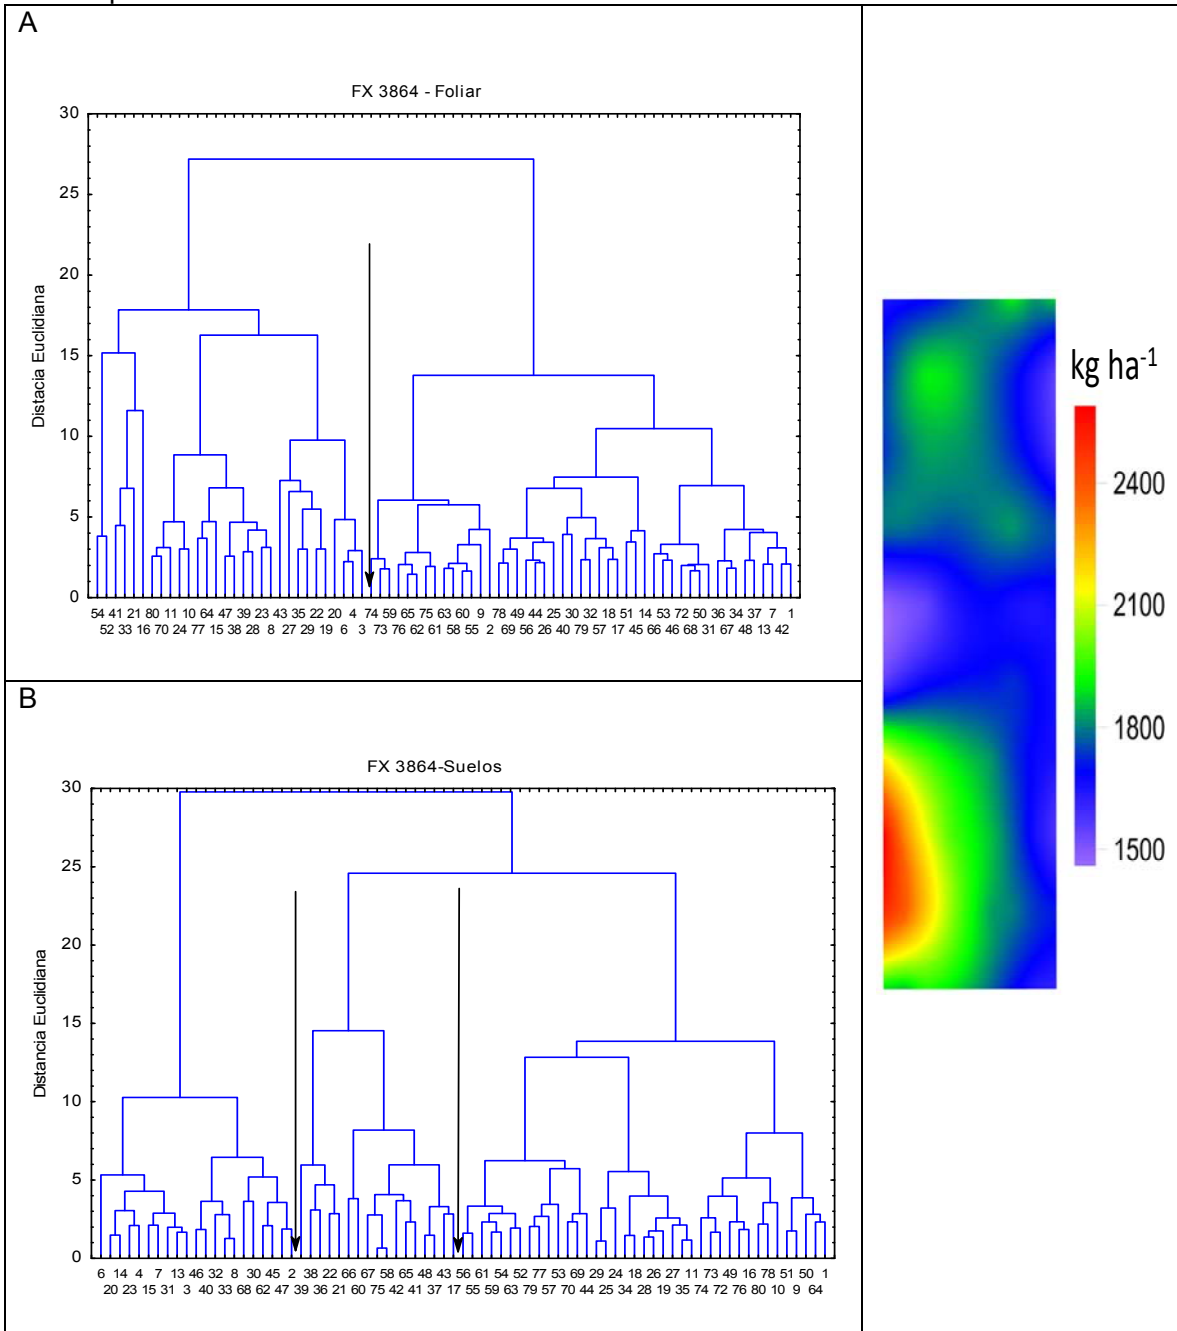 A
FX 3864 - Foliar
30
25
20
15
10
5
0
Distacia Euclidiana
54 41 21 80 11 10 64 47 39 23 43 35 22 20 4 74 59 65 75 63 60 9 78 49 44 25 30 32 18 51 14 53 72 50 36 34 37 7 1
52 33 16 70 24 77 15 38 28 8 27 29 19 6 3 73 76 62 61 58 55 2 69 56 26 40 79 57 17 45 66 46 68 31 67 48 13 42
B
FX 3864-Suelos
30
25
20
15
10
5
0
Distancia Euclidiana
6 14 4 7 13 46 32 8 30 45 2 38 22 66 67 58 65 48 43 56 61 54 52 77 53 69 29 24 18 26 27 11 73 49 16 78 51 50 1
20 23 15 31 3 40 33 68 62 47 39 36 21 60 75 42 41 37 17 55 59 63 79 57 70 44 25 34 28 19 35 74 72 76 80 10 9 64
kg ha-1
2400
2100
1800
1500